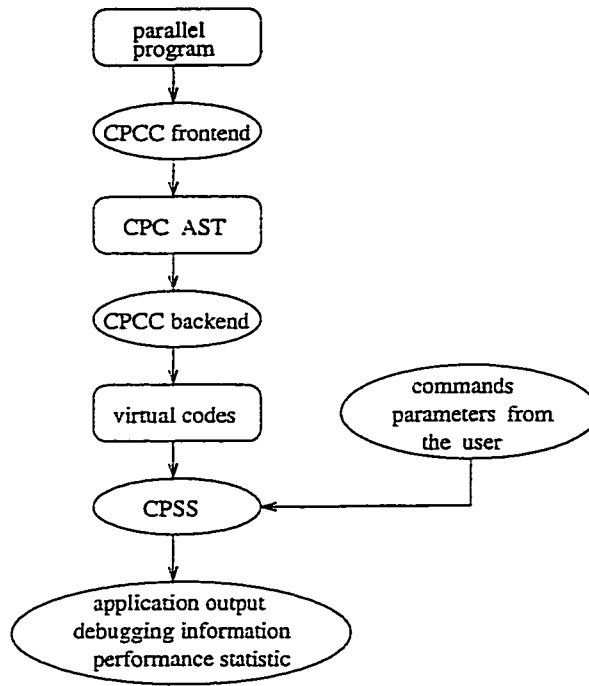 parallel
program
CPCC frontend
CPC AST
CPCC backend
virtual codes
commands
parameters from
the user
CPSS
application output
debugging information
performance statistic